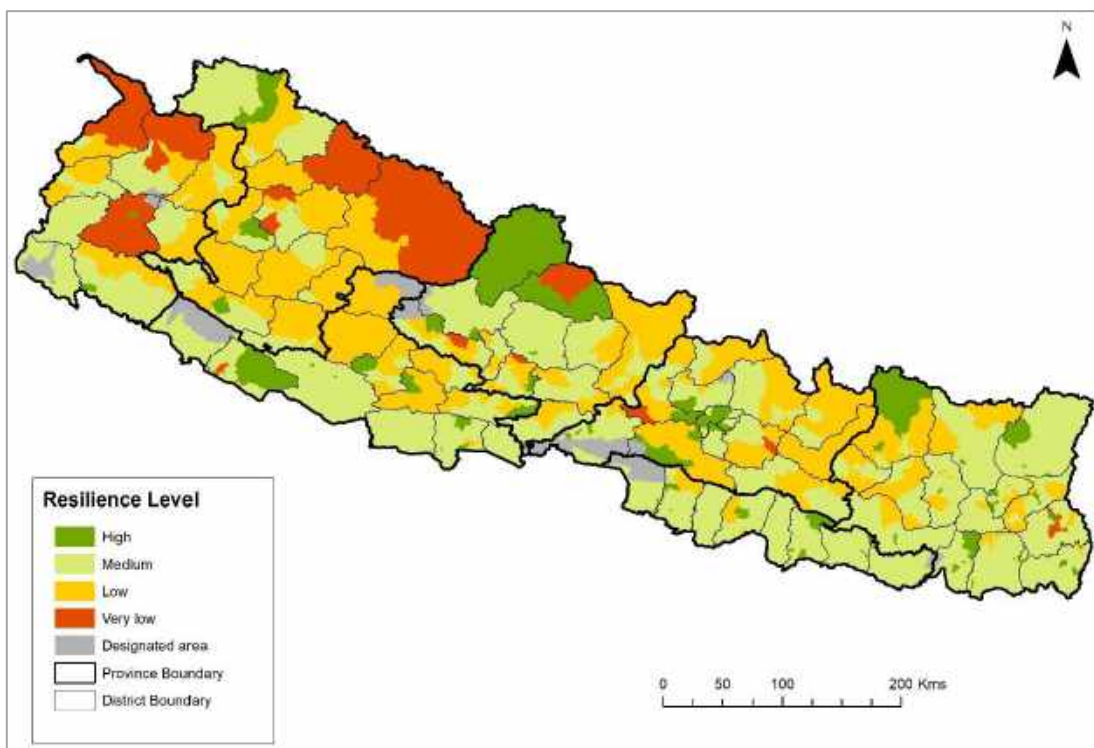 N
Resilience Level
High
Medium
Low
Very low
Designated area
Province Boundary
District Boundary
0 50 100 200 Kms